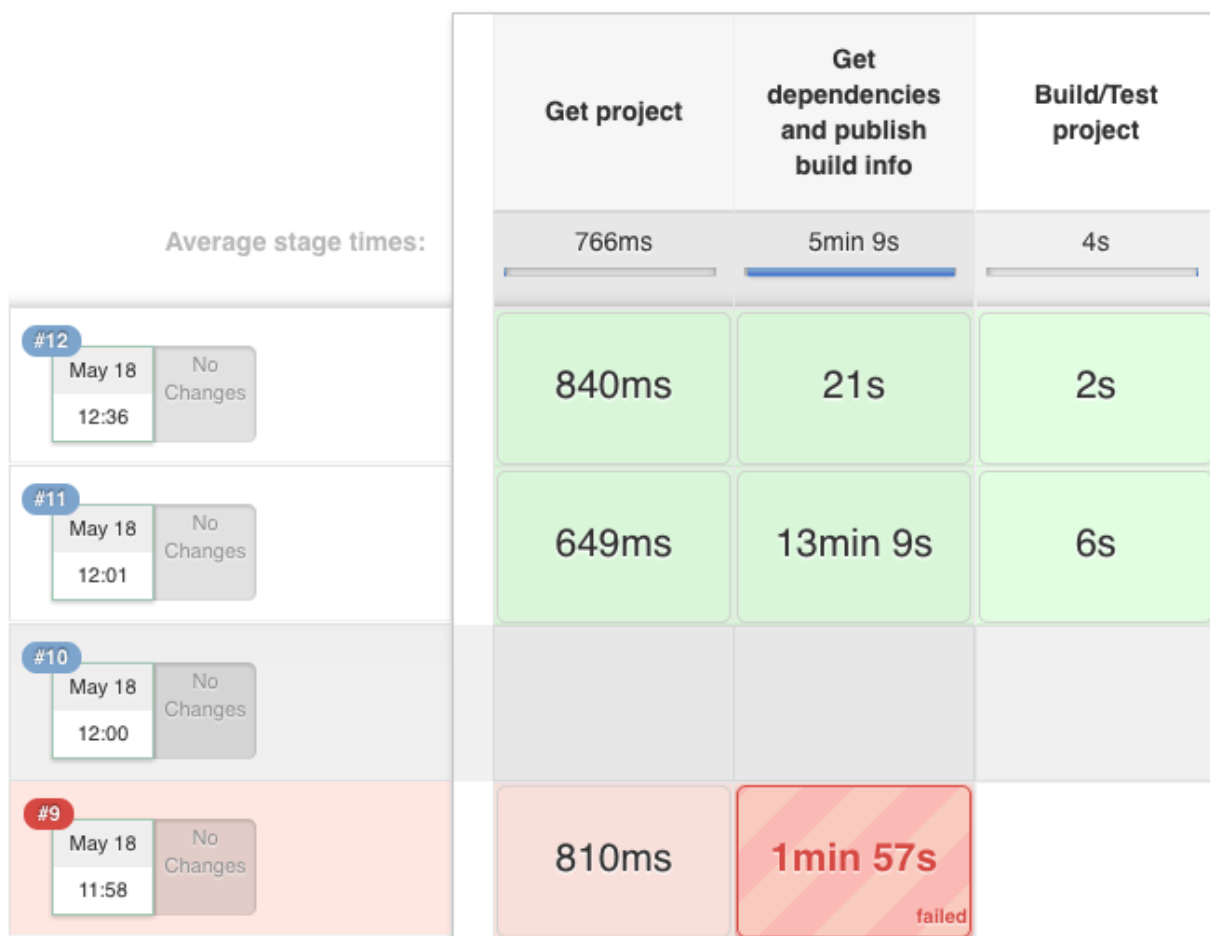 Get project
Get
dependencies
and publish
build info
Build/Test
project
Average stage times:
766ms
5min 9s
4s
#12
May 18
12:36
No
Changes
840ms
21s
2s
#11
May 18
12:01
No
Changes
649ms
13min 9s
6s
#10
May 18
12:00
No
Changes
#9
May 18
11:58
No
Changes
810ms
1min 57s
failed